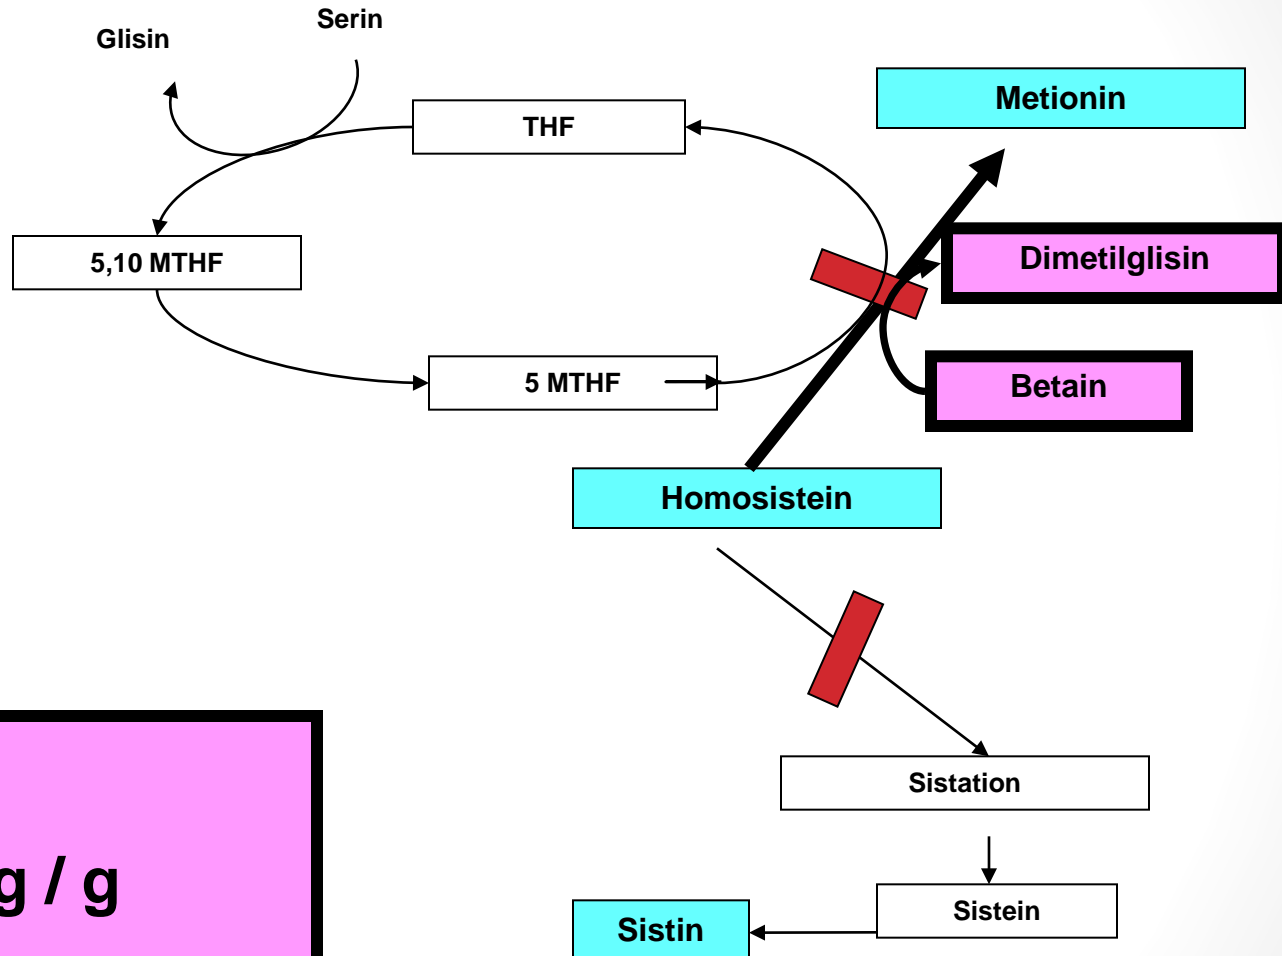 Serin
Glisin
Metionin
THF
5,10 MTHF
Dimetilglisin
5 MTHF
Betain
Homosistein
Sistation
g / g
Sistein
Sistin